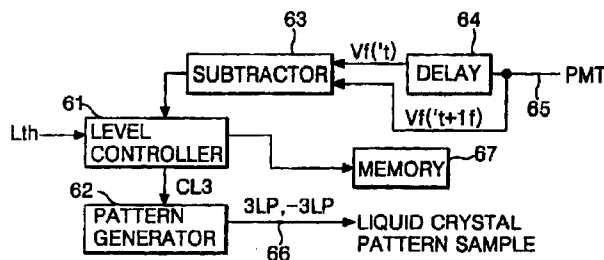 63
64
Vf('t)
SUBTRACTOR
DELAY
PMT
65
61
Vf('t+1f)
Lth
LEVEL
CONTROLLER
67
MEMORY
62
CL3
PATTERN
GENERATOR
3LP,-3LP
66
LIQUID CRYSTAL
PATTERN SAMPLE